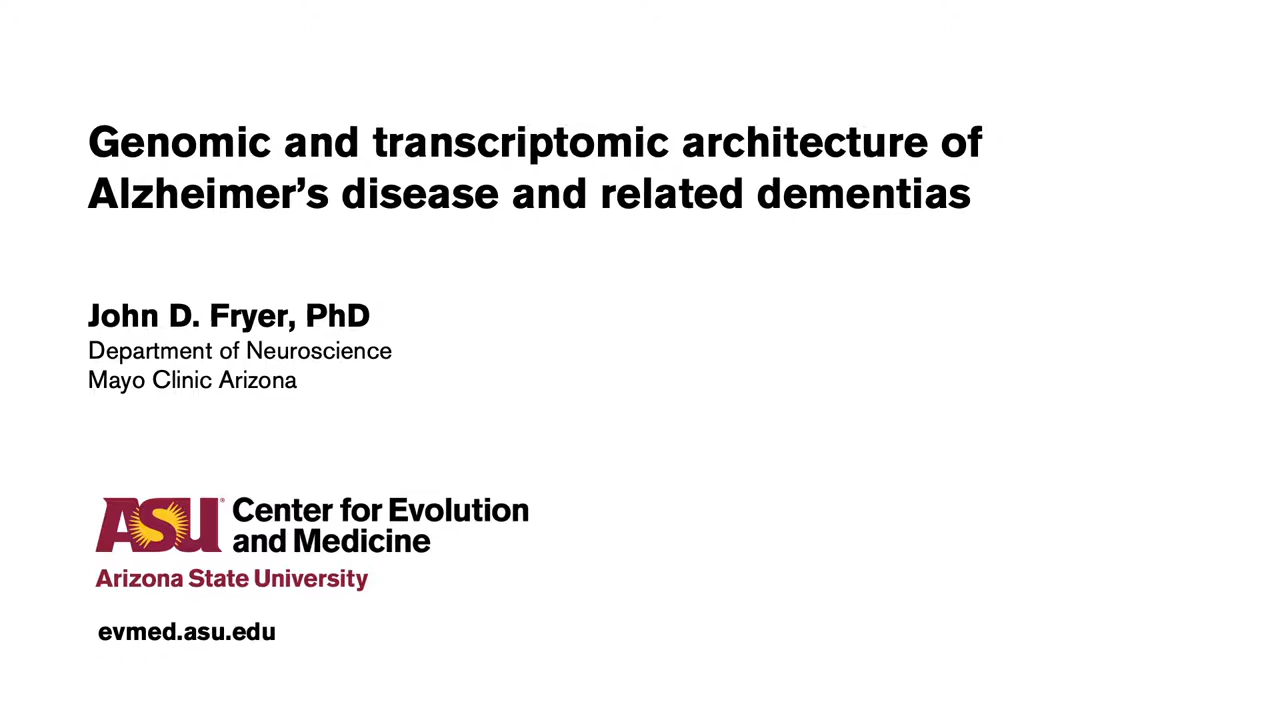 Genomic and transcriptomic architecture of
Alzheimer’s disease and related dementias
John D. Fryer, PhD
Department of Neuroscience
Mayo Clinic Arizona
ASU® Center for Evolution
and Medicine
Arizona State University
evmed.asu.edu